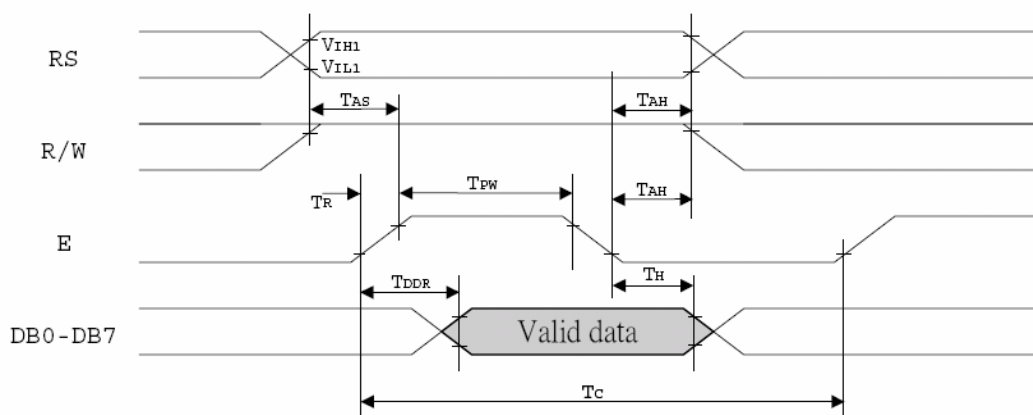 RS
VIH1
VIL1
TAS
TAH
R/W
TPW
TR
TAH
E
TDDR
TH
DB0-DB7
Valid data
TC